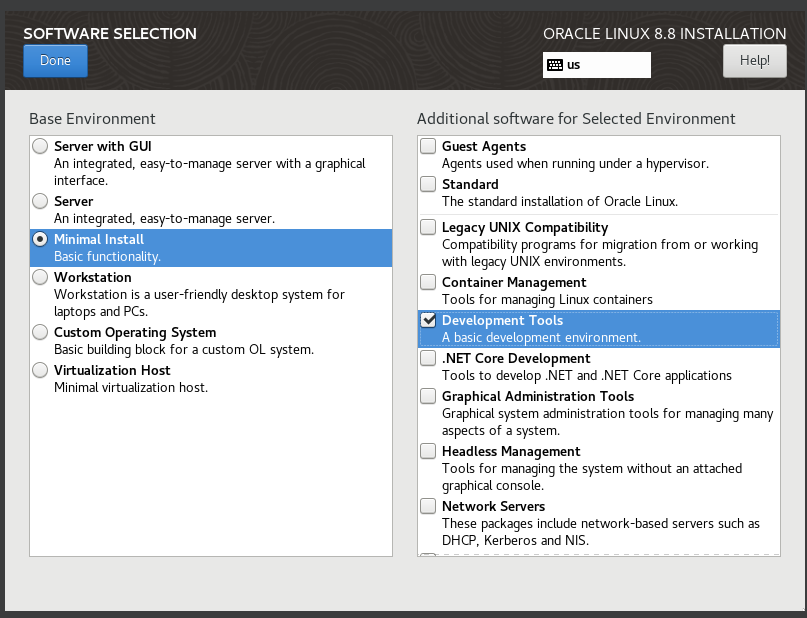 SOFTWARE SELECTION
ORACLE LINUX 8.8 INSTALLATION
Done
us
Help!
Base Environment
Server with GUI
An integrated, easy-to-manage server with a graphical
interface.
Server
An integrated, easy-to-manage server.
Minimal Install
Basic functionality.
Workstation
Workstation is a user-friendly desktop system for
laptops and PCs.
Custom Operating System
Basic building block for a custom OL system.
Virtualization Host
Minimal virtualization host.
Additional software for Selected Environment
Guest Agents
Agents used when running under a hypervisor.
Standard
The standard installation of Oracle Linux.
Legacy UNIX Compatibility
Compatibility programs for migration from or working
with legacy UNIX environments.
Container Management
Tools for managing Linux containers
Development Tools
A basic development environment.
.NET Core Development
Tools to develop .NET and .NET Core applications
Graphical Administration Tools
Graphical system administration tools for managing many
aspects of a system.
Headless Management
Tools for managing the system without an attached
graphical console.
Network Servers
These packages include network-based servers such as
DHCP, Kerberos and NIS.